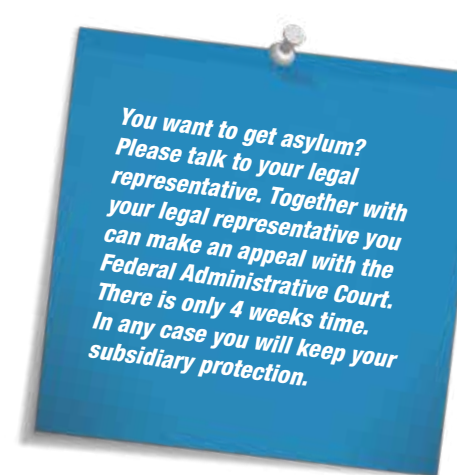 You want to get asylum?
Please talk to your legal
representative. Together with
your legal representative you
can make an appeal with the
Federal Administrative Court.
There is only 4 weeks time.
In any case you will keep your
subsidiary protection.